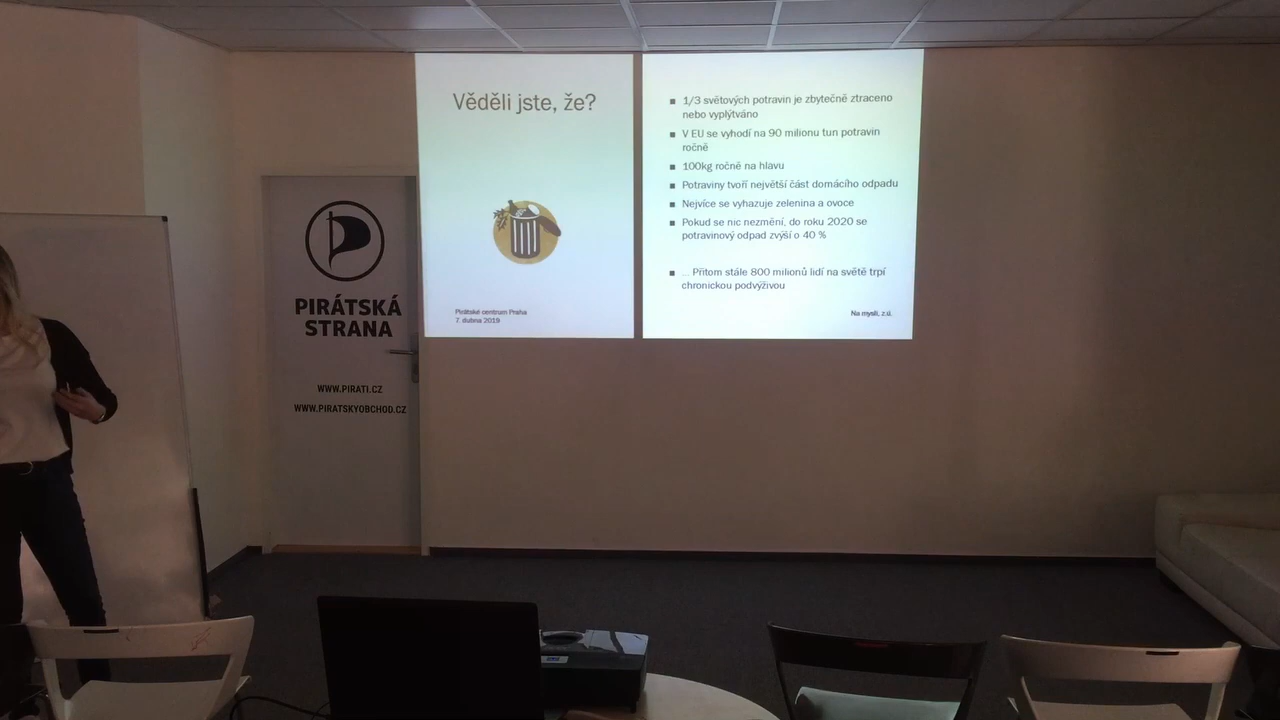 Věděli jste, že?
Pirátské centrum Praha
7. dubna 2019
1/3 světových potravin je zbytečně ztraceno
nebo vyplýtváno
V EU se vyhodí na 90 milionu tun potravin
ročně
100kg ročně na hlavu
Potraviny tvoří největší část domácího odpadu
Nejvíce se vyhazuje zelenina a ovoce
Pokud se nic nezmění, do roku 2020 se
potravinový odpad zvýší o 40 %
... Přitom stále 800 milionů lidí na světě trpí
chronickou podvýživou
Na mysli, z.ú.
PIRÁTSKÁ
STRANA
WWW.PIRATI.CZ
WWW.PIRATSKYOBCHOD.CZ